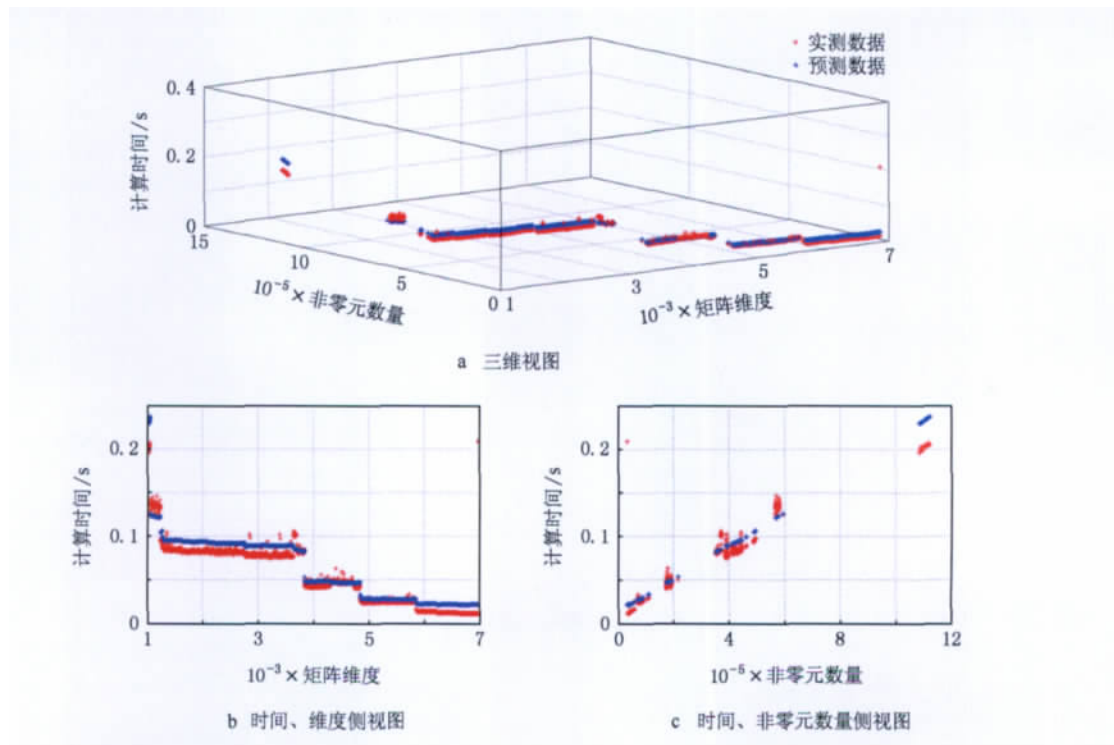 实测数据
预测数据
计算时间/s
0.4
0.2
0
15
10
5
0
1
3
5
7
10⁻⁵×非零元数量
10⁻³×矩阵维度
a 三维视图
计算时间/s
0.2
0.1
0
1
3
5
7
10⁻³×矩阵维度
b 时间、维度侧视图
计算时间/s
0.2
0.1
0
0
4
8
12
10⁻⁵×非零元数量
c 时间、非零元数量侧视图